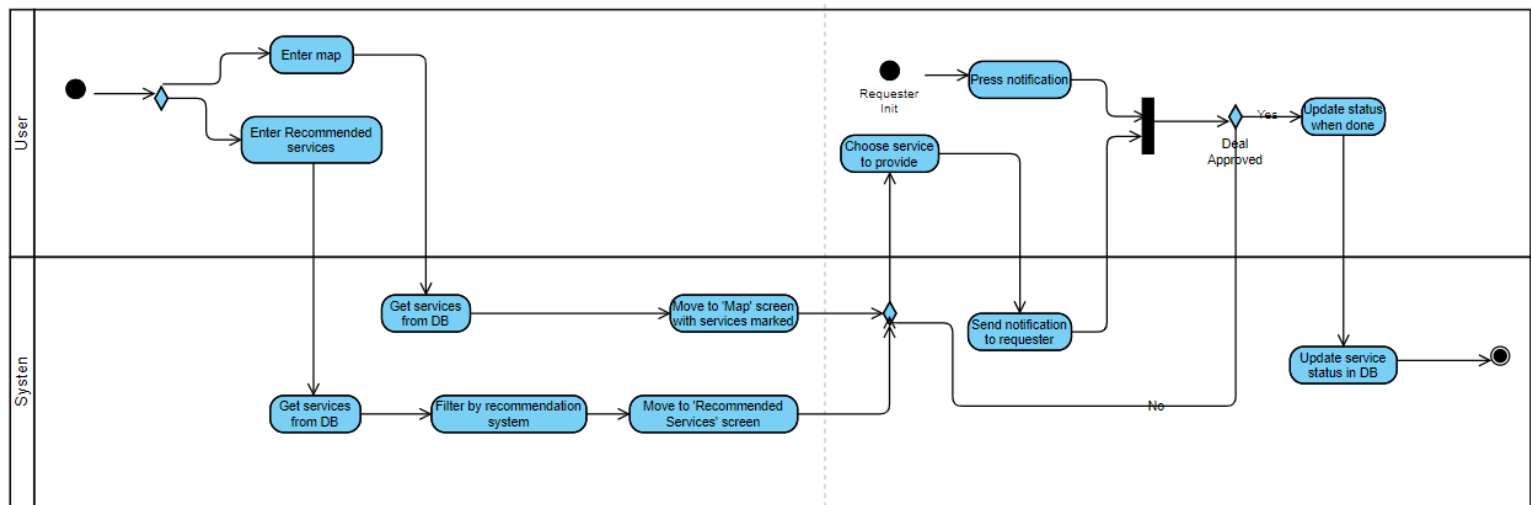 User
Enter map
Enter Recommended
services
Requester
Init
Press notification
Choose service
to provide
Yes
Deal
Approved
Update status
when done
Systen
Get services
from DB
Move to 'Map' screen
with services marked
Send notification
to requester
Update service
status in DB
Get services
from DB
Filter by recommendation
system
Move to 'Recommended
Services' screen
No